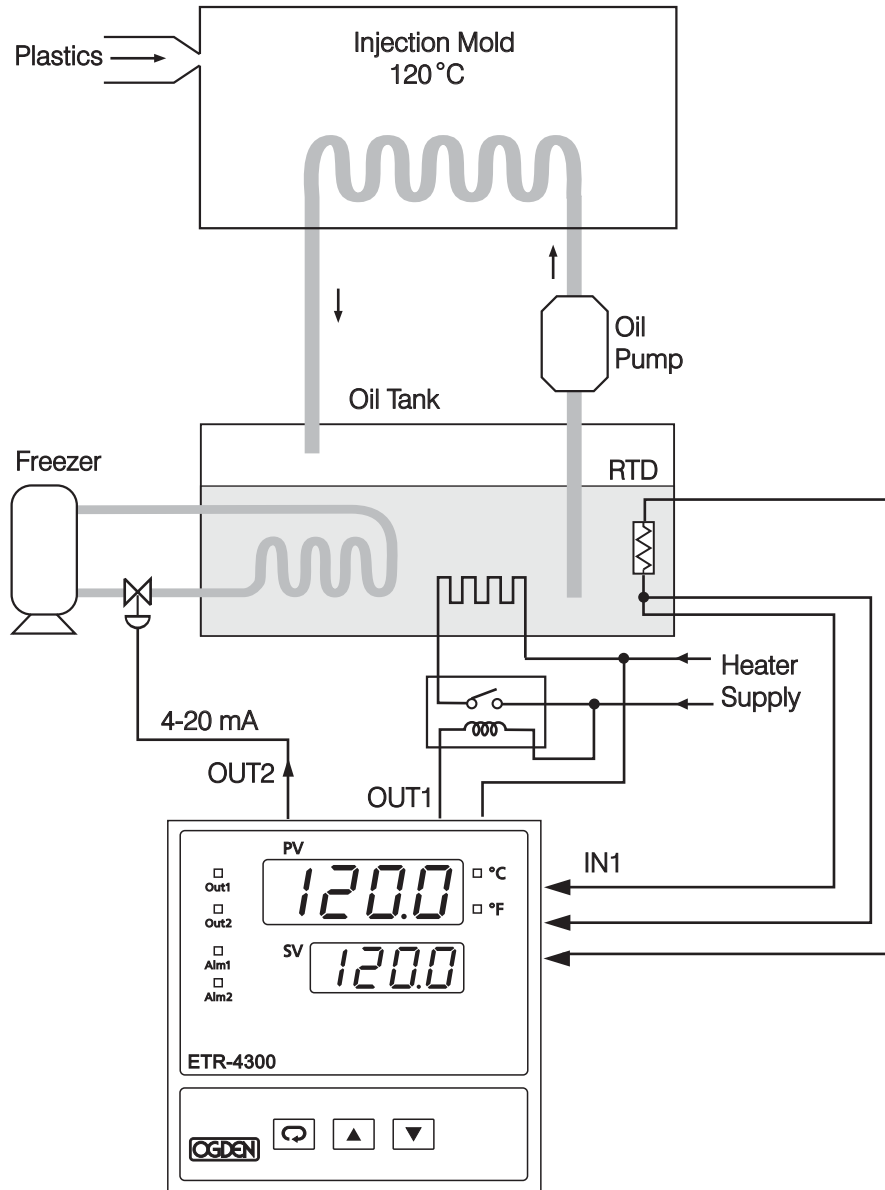 Plastics
Injection Mold
120°C
Oil
Pump
Oil Tank
Freezer
RTD
Heater
Supply
4-20 mA
OUT2
OUT1
IN1
PV
120.0
°C
°F
Out1
Out2
SV
120.0
Alm1
Alm2
ETR-4300
OGDEN